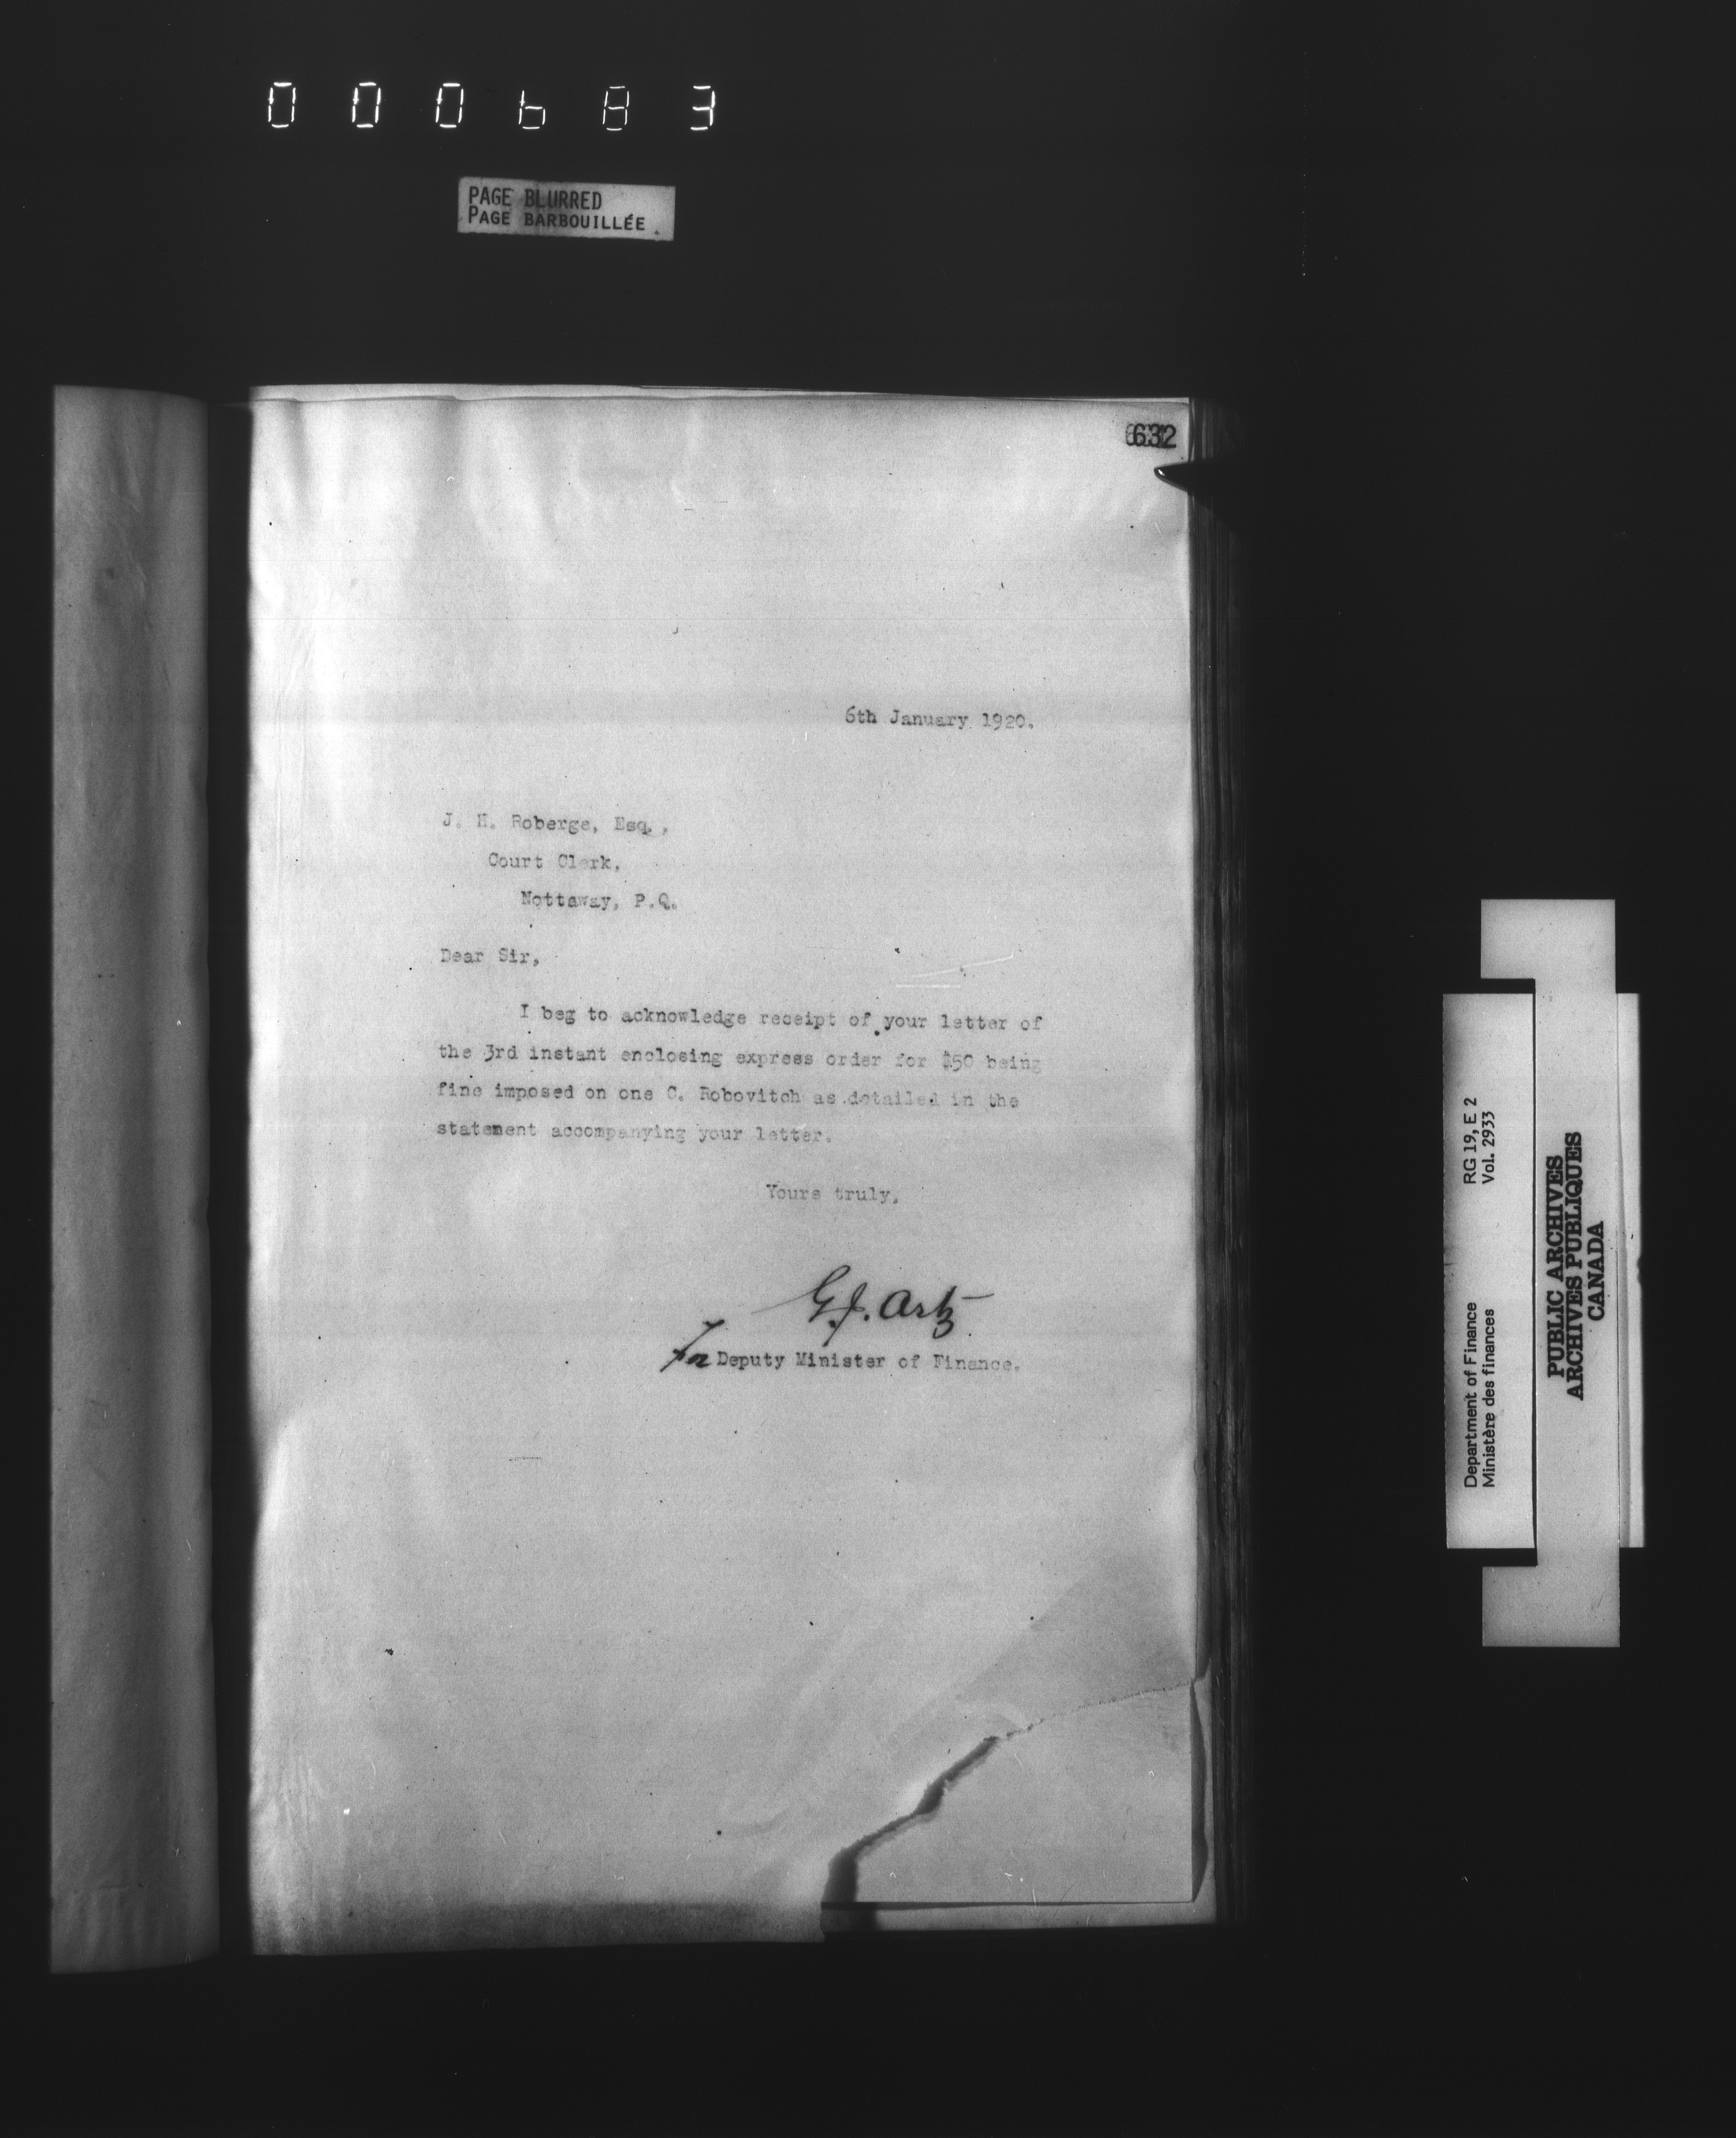 000683
PAGE BLURRED
PAGE BARBOUILLÉE
632
6th January 1920.
J. H. Roberge, Esq.,
Court Clerk,
Nottaway, P.Q.
Dear Sir,
I beg to acknowledge receipt of your letter of
the 3rd instant enclosing express order for $50 being
fine imposed on one C. Robovitch as detailed in the
statement accompanying your letter.
Yours truly,
G.J. Artz
For Deputy Minister of Finance.
Department of Finance RG 19, E 2
Ministère des finances Vol. 2933
PUBLIC ARCHIVES
ARCHIVES PUBLIQUES
CANADA